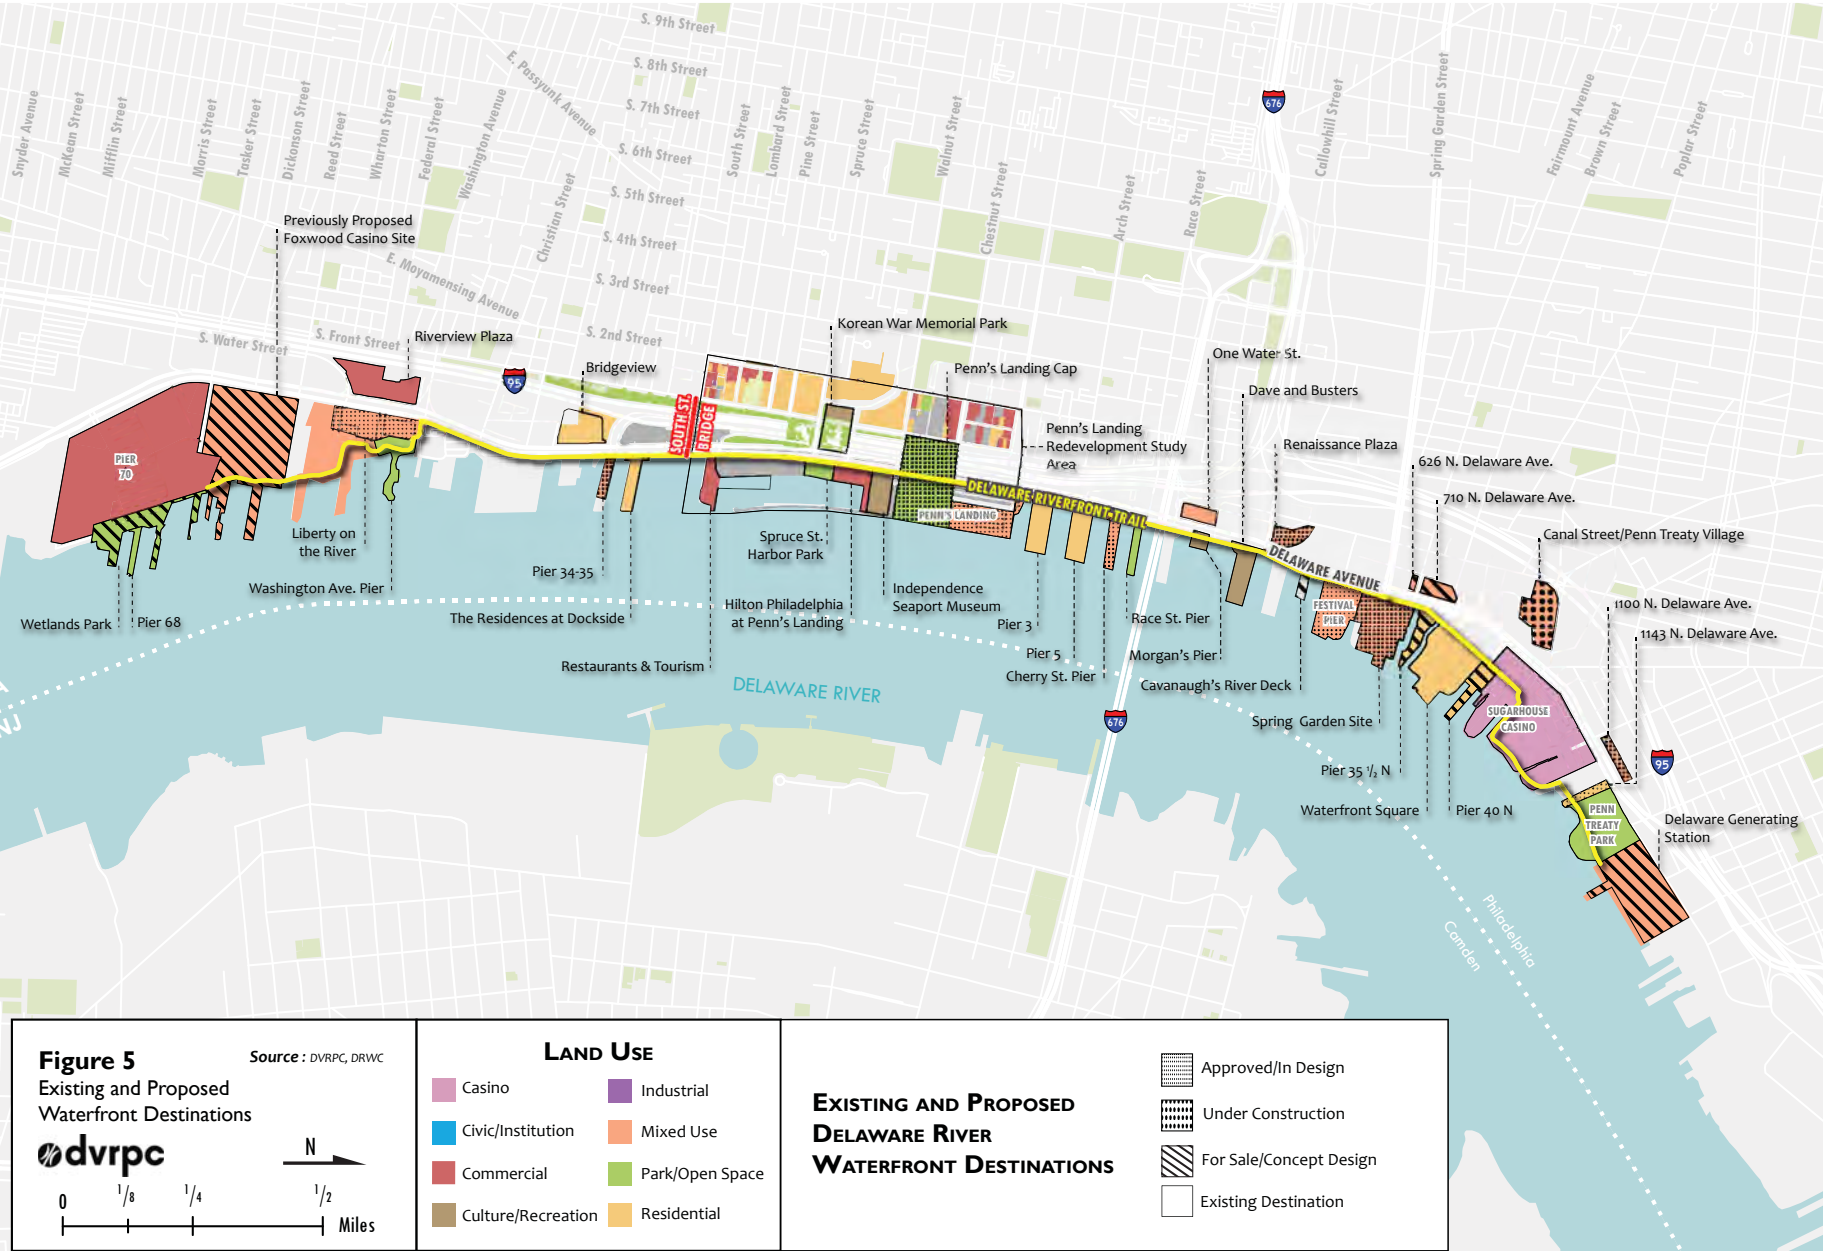 S. 9th Street
S. 8th Street
S. 7th Street
S. 6th Street
S. 5th Street
S. 4th Street
S. 3rd Street
S. 2nd Street
E. Passyunk Avenue
E. Moyamensing Avenue
S. Water Street
S. Front Street
Snyder Avenue
McKean Street
Mifflin Street
Morris Street
Tasker Street
Dickonson Street
Reed Street
Wharton Street
Federal Street
Washington Avenue
Christian Street
South Street
Lombard Street
Pine Street
Spruce Street
Walnut Street
Chestnut Street
Arch Street
Race Street
Callowhill Street
Spring Garden Street
Fairmount Avenue
Brown Street
Poplar Street
676
95
676
95
Previously Proposed
Foxwood Casino Site
Riverview Plaza
Bridgeview
Korean War Memorial Park
Penn's Landing Cap
Penn's Landing
Redevelopment Study
Area
One Water St.
Dave and Busters
Renaissance Plaza
626 N. Delaware Ave.
710 N. Delaware Ave.
Canal Street/Penn Treaty Village
1100 N. Delaware Ave.
1143 N. Delaware Ave.
SOUTH ST.
BRIDGE
PIER
70
DELAWARE RIVERFRONT TRAIL
PENN'S LANDING
DELAWARE AVENUE
FESTIVAL
PIER
SUGARHOUSE
CASINO
PENN
TREATY
PARK
Delaware Generating
Station
Liberty on
the River
Washington Ave. Pier
Wetlands Park
Pier 68
Pier 34-35
The Residences at Dockside
Restaurants & Tourism
Spruce St.
Harbor Park
Hilton Philadelphia
at Penn's Landing
Independence
Seaport Museum
Pier 3
Pier 5
Cherry St. Pier
Race St. Pier
Morgan's Pier
Cavanaugh's River Deck
Spring Garden Site
Pier 35 1/2 N
Waterfront Square
Pier 40 N
DELAWARE RIVER
NJ
Philadelphia
Camden
Figure 5
Source : DVRPC, DRWC
Existing and Proposed
Waterfront Destinations
dvrpc
N
0 1/8 1/4 1/2
Miles
LAND USE
Casino
Civic/Institution
Commercial
Culture/Recreation
Industrial
Mixed Use
Park/Open Space
Residential
EXISTING AND PROPOSED
DELAWARE RIVER
WATERFRONT DESTINATIONS
Approved/In Design
Under Construction
For Sale/Concept Design
Existing Destination